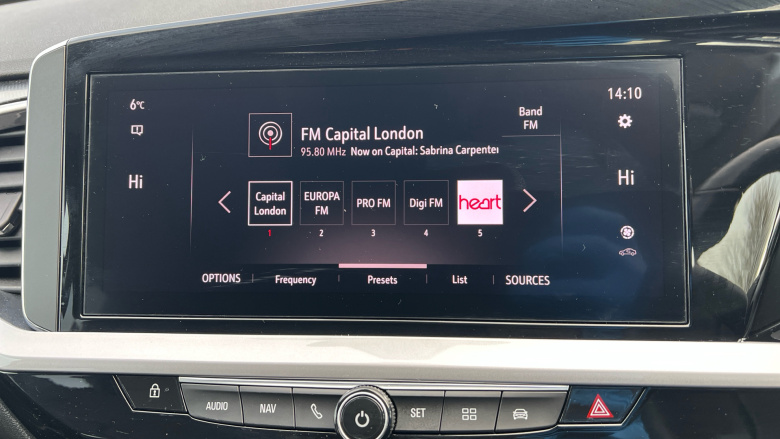 6°C
14:10
FM Capital London
Band
FM
95.80 MHz Now on Capital: Sabrina Carpenter
Hi
Hi
Capital
London
EUROPA
FM
PRO FM
Digi FM
heart
1
2
3
4
5
OPTIONS
Frequency
Presets
List
SOURCES
AUDIO
NAV
SET